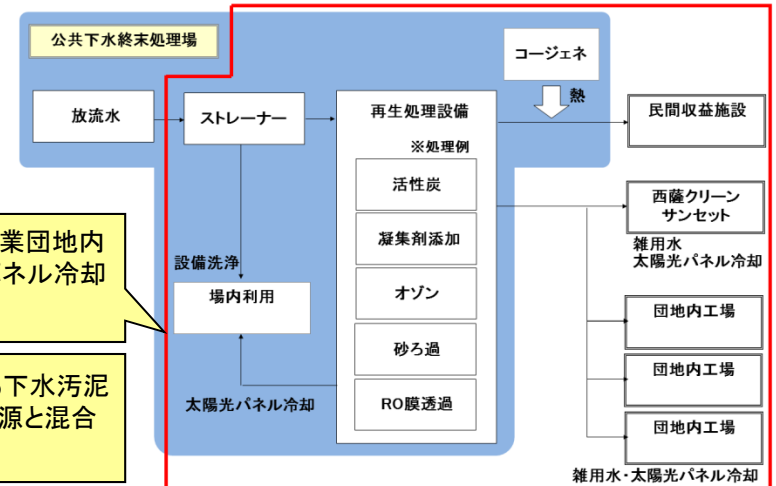 公共下水終末処理場
コージェネ
熱
放流水
ストレーナー
再生処理設備
※処理例
活性炭
凝集剤添加
オゾン
砂ろ過
RO膜透過
民間収益施設
西薩クリーン
サンセット
雑用水
太陽光パネル冷却
業団地内
ネル冷却
設備洗浄
場内利用
下水汚泥
源と混合
太陽光パネル冷却
団地内工場
団地内工場
団地内工場
雑用水・太陽光パネル冷却